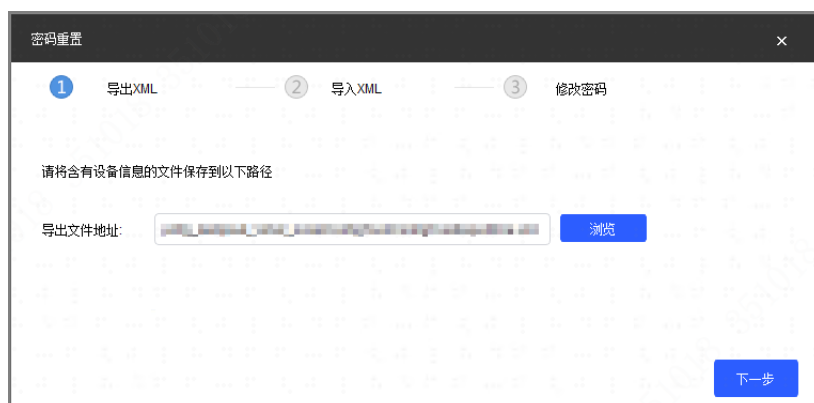 密码重置
×
1 导出XML 2 导入XML 3 修改密码
请将含有设备信息的文件保存到以下路径
导出文件地址: 浏览
下一步